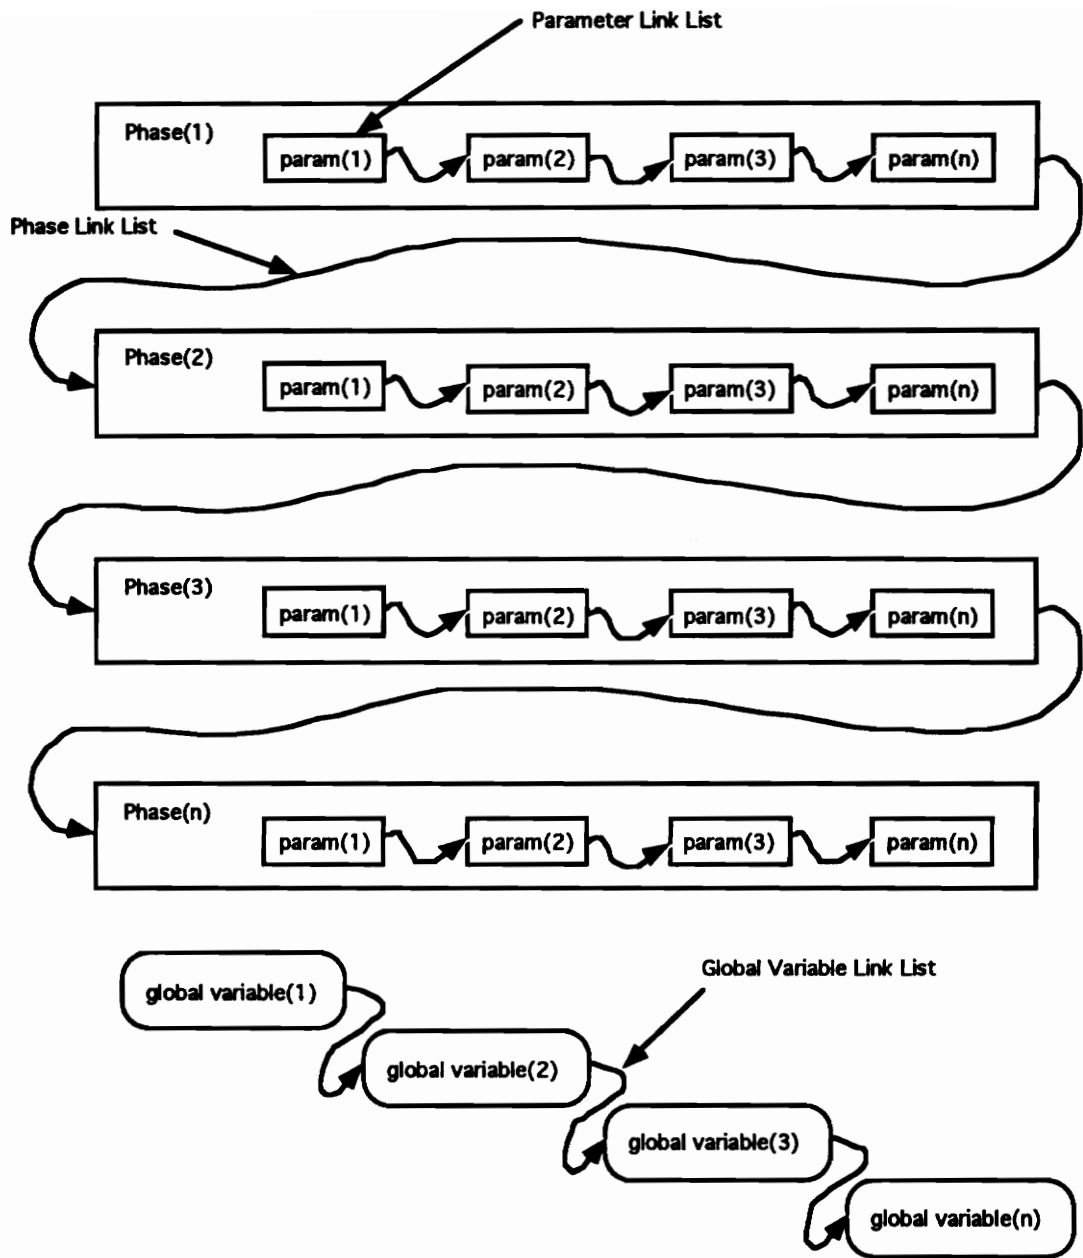 Parameter Link List
Phase(1)
param(1)
param(2)
param(3)
param(n)
Phase Link List
Phase(2)
param(1)
param(2)
param(3)
param(n)
Phase(3)
param(1)
param(2)
param(3)
param(n)
Phase(n)
param(1)
param(2)
param(3)
param(n)
Global Variable Link List
global variable(1)
global variable(2)
global variable(3)
global variable(n)